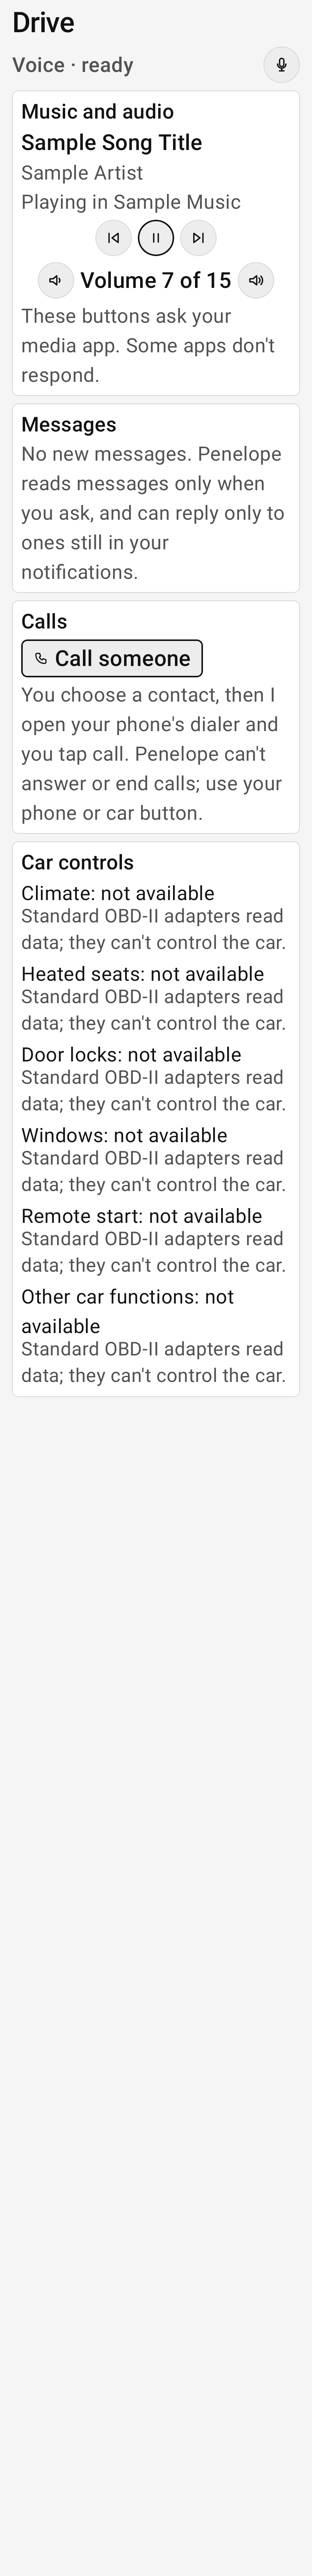 Drive
Voice · ready
Music and audio
Sample Song Title
Sample Artist
Playing in Sample Music
Volume 7 of 15
These buttons ask your
media app. Some apps don't
respond.
Messages
No new messages. Penelope
reads messages only when
you ask, and can reply only to
ones still in your
notifications.
Calls
Call someone
You choose a contact, then I
open your phone's dialer and
you tap call. Penelope can't
answer or end calls; use your
phone or car button.
Car controls
Climate: not available
Standard OBD-II adapters read
data; they can't control the car.
Heated seats: not available
Standard OBD-II adapters read
data; they can't control the car.
Door locks: not available
Standard OBD-II adapters read
data; they can't control the car.
Windows: not available
Standard OBD-II adapters read
data; they can't control the car.
Remote start: not available
Standard OBD-II adapters read
data; they can't control the car.
Other car functions: not
available
Standard OBD-II adapters read
data; they can't control the car.